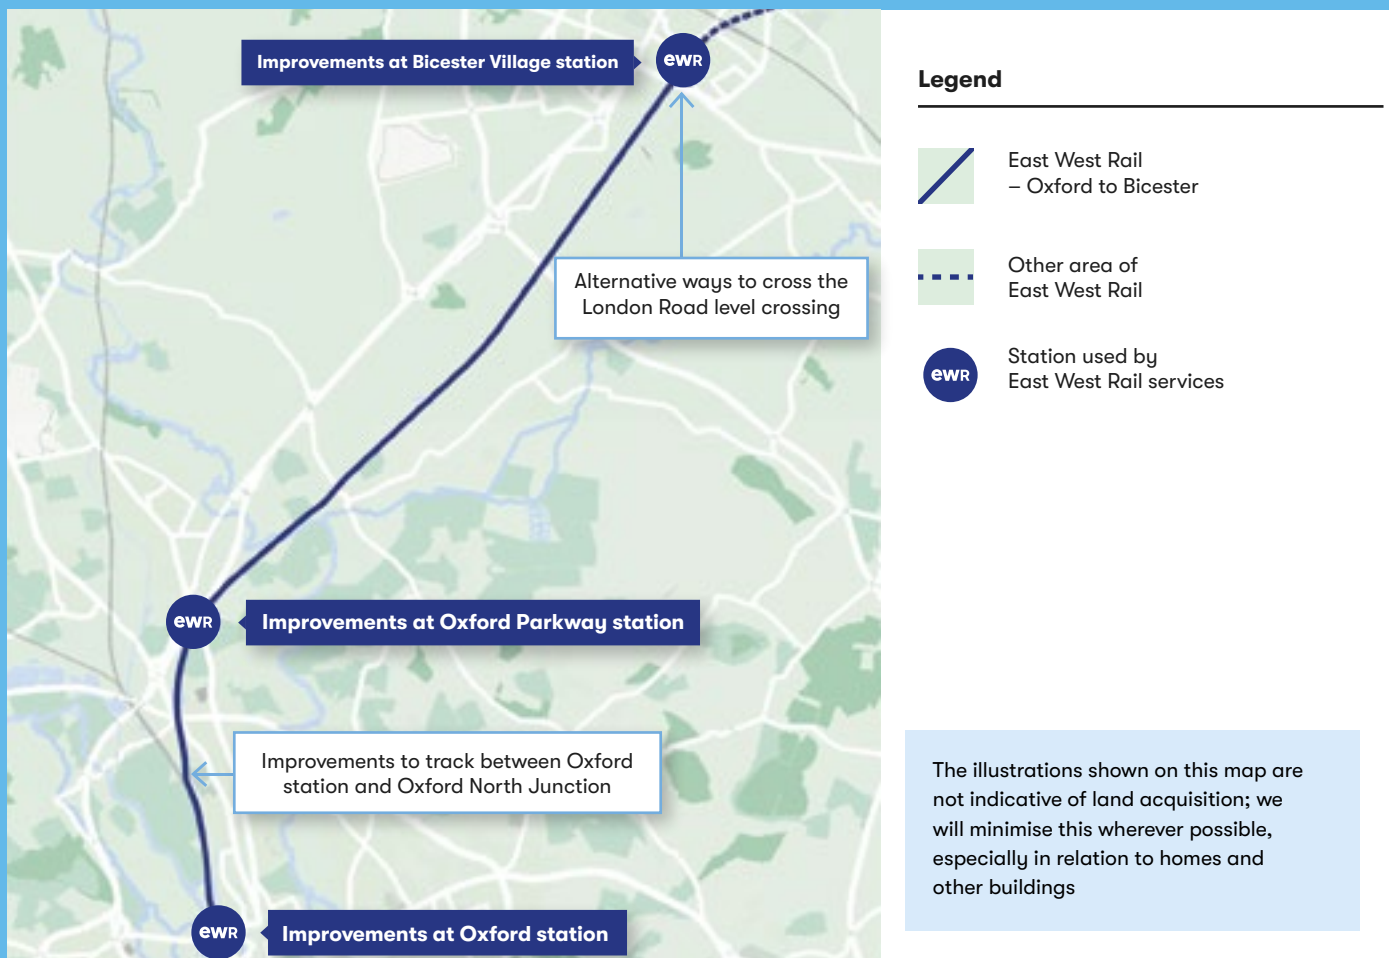 Improvements at Bicester Village station
ewR
Alternative ways to cross the
London Road level crossing
ewR
Improvements at Oxford Parkway station
Improvements to track between Oxford
station and Oxford North Junction
ewR
Improvements at Oxford station
Legend
East West Rail
– Oxford to Bicester
Other area of
East West Rail
ewR
Station used by
East West Rail services
The illustrations shown on this map are
not indicative of land acquisition; we
will minimise this wherever possible,
especially in relation to homes and
other buildings